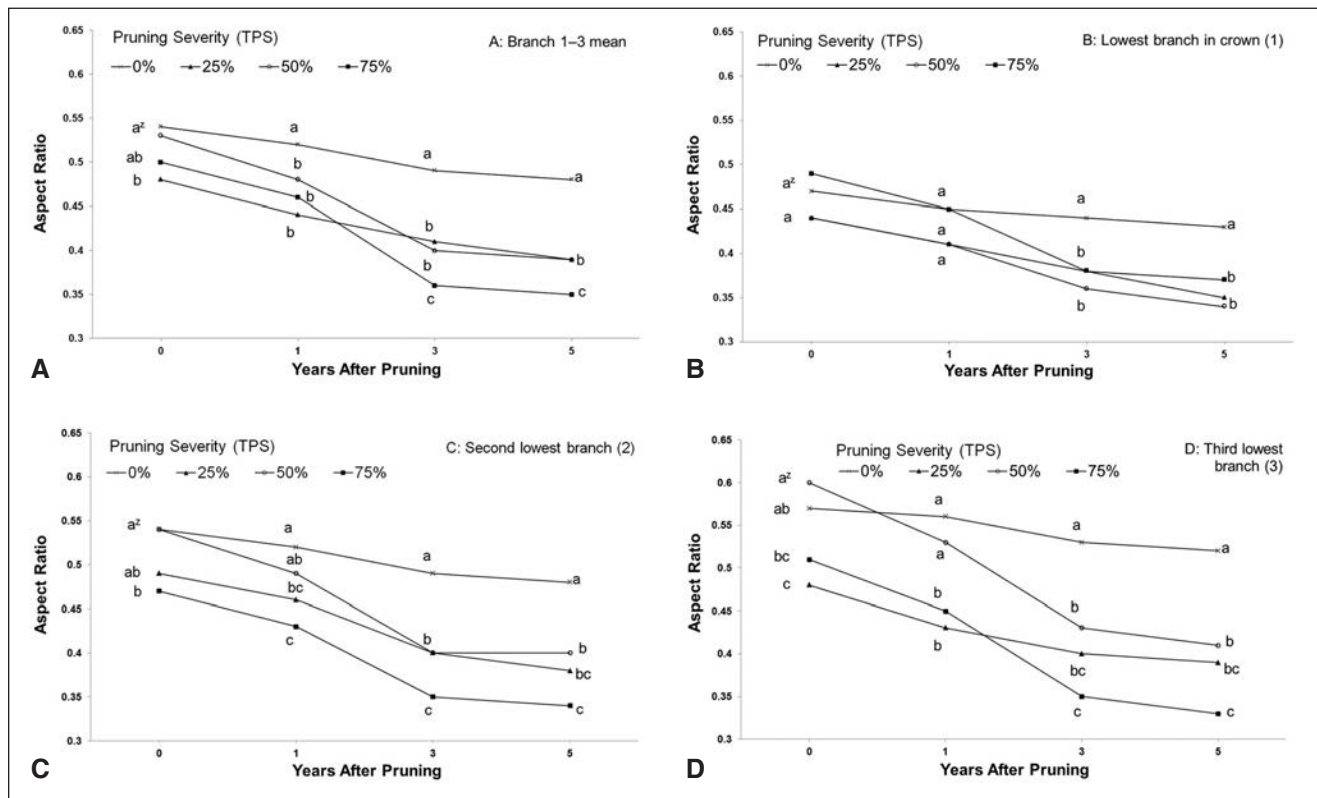 Pruning Severity (TPS)
A: Branch 1–3 mean
0% 25% 50% 75%
Aspect Ratio
0.65
0.6
0.55
0.5
0.45
0.4
0.35
0.3
aᶻ
ab
b
a
b
b
b
a
b
b
c
a
b
c
0 1 3 5
Years After Pruning
A
Pruning Severity (TPS)
B: Lowest branch in crown (1)
0% 25% 50% 75%
Aspect Ratio
0.65
0.6
0.55
0.5
0.45
0.4
0.35
0.3
aᶻ
a
a
a
a
a
b
b
a
b
b
0 1 3 5
Years After Pruning
B
Pruning Severity (TPS)
C: Second lowest branch (2)
0% 25% 50% 75%
Aspect Ratio
0.65
0.6
0.55
0.5
0.45
0.4
0.35
0.3
aᶻ
ab
b
a
ab
bc
c
a
b
c
a
b
bc
c
0 1 3 5
Years After Pruning
C
Pruning Severity (TPS)
D: Third lowest
branch (3)
0% 25% 50% 75%
Aspect Ratio
0.65
0.6
0.55
0.5
0.45
0.4
0.35
0.3
aᶻ
ab
bc
c
a
a
b
b
a
b
bc
c
a
b
bc
c
0 1 3 5
Years After Pruning
D